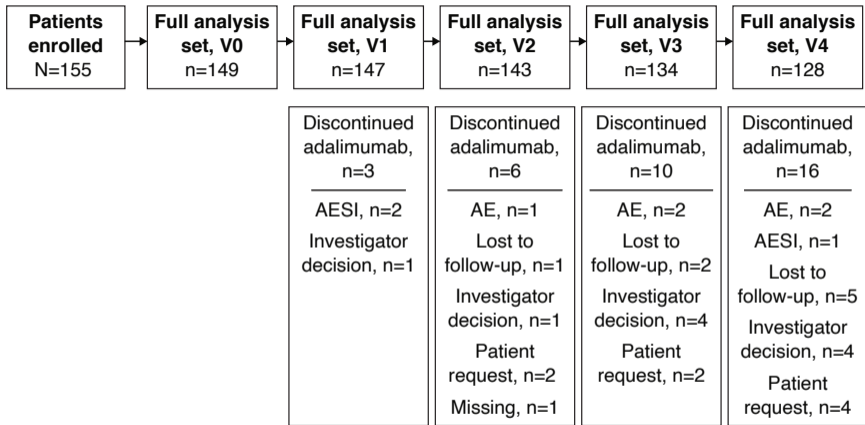 Patients
enrolled
N=155
Full analysis
set, V0
n=149
Full analysis
set, V1
n=147
Full analysis
set, V2
n=143
Full analysis
set, V3
n=134
Full analysis
set, V4
n=128
Discontinued
adalimumab,
n=3
AESI, n=2
Investigator
decision, n=1
Discontinued
adalimumab,
n=6
AE, n=1
Lost to
follow-up, n=1
Investigator
decision, n=1
Patient
request, n=2
Missing, n=1
Discontinued
adalimumab,
n=10
AE, n=2
Lost to
follow-up, n=2
Investigator
decision, n=4
Patient
request, n=2
Discontinued
adalimumab,
n=16
AE, n=2
AESI, n=1
Lost to
follow-up, n=5
Investigator
decision, n=4
Patient
request, n=4